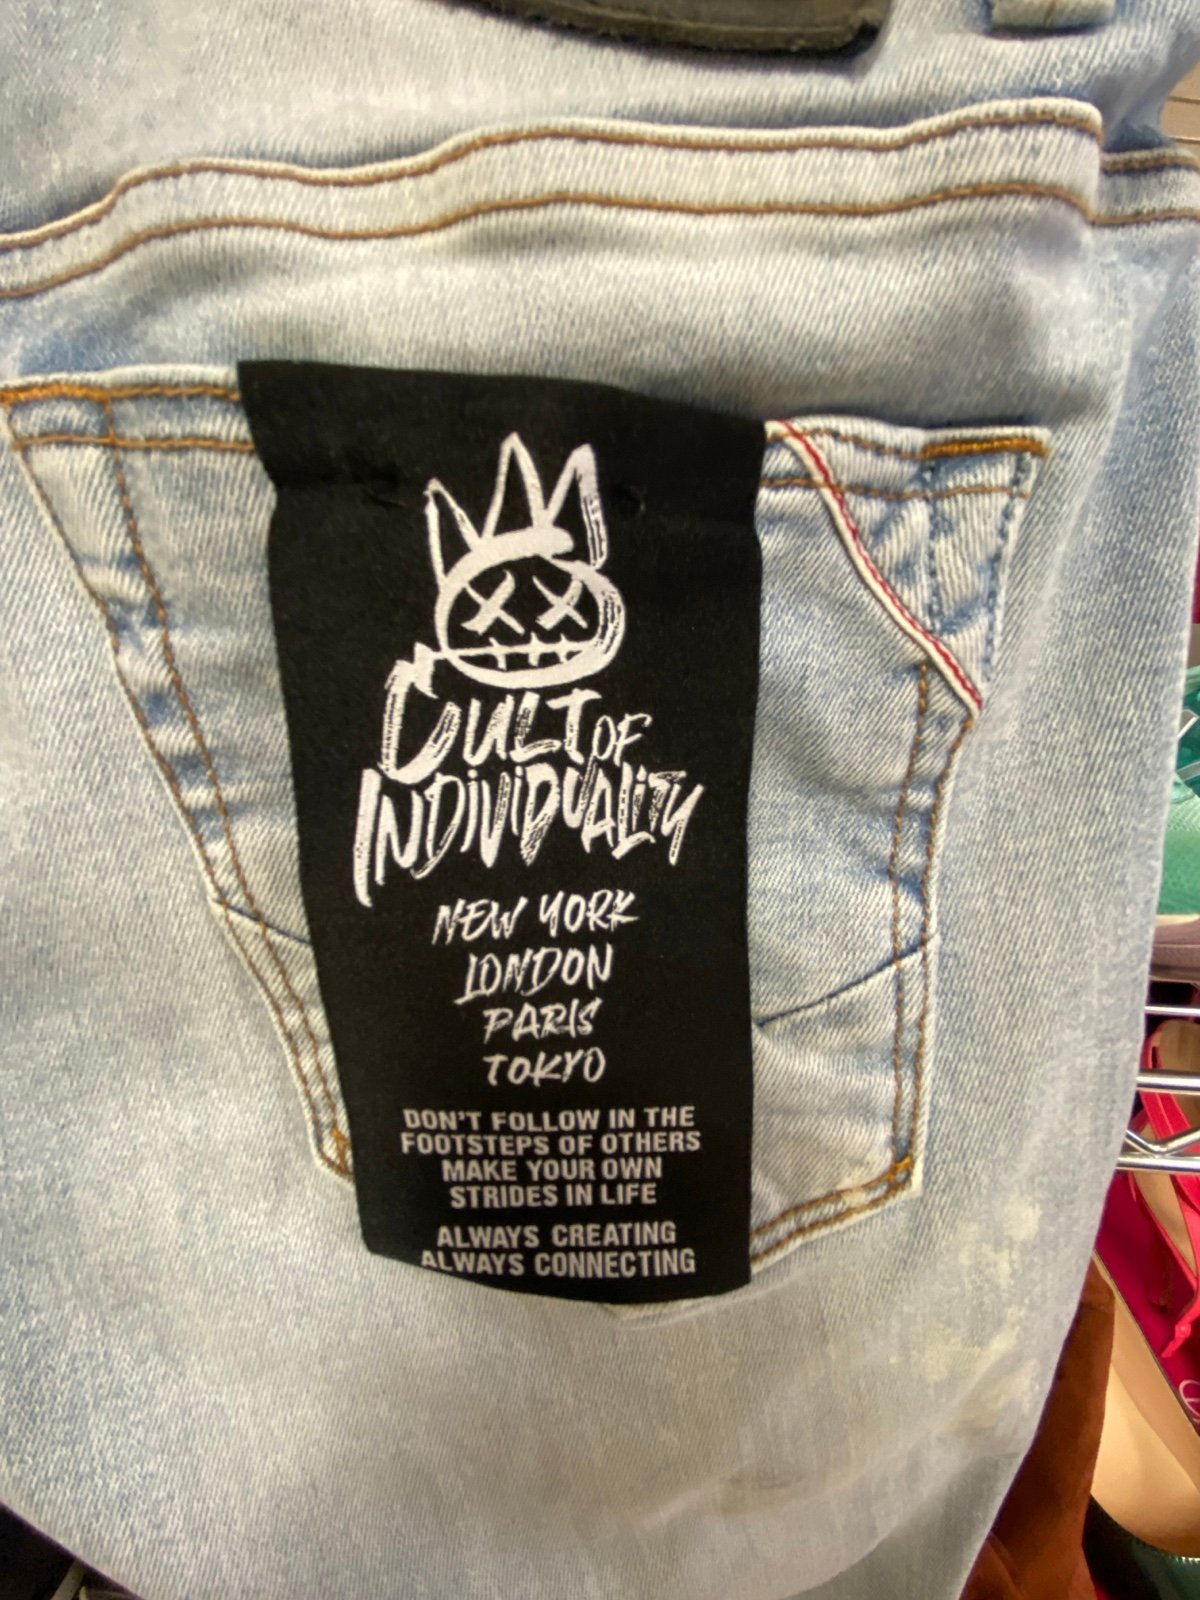 CULT OF
INDIVIDUALITY
NEW YORK
LONDON
PARIS
TOKYO
DON'T FOLLOW IN THE
FOOTSTEPS OF OTHERS
MAKE YOUR OWN
STRIDES IN LIFE
ALWAYS CREATING
ALWAYS CONNECTING